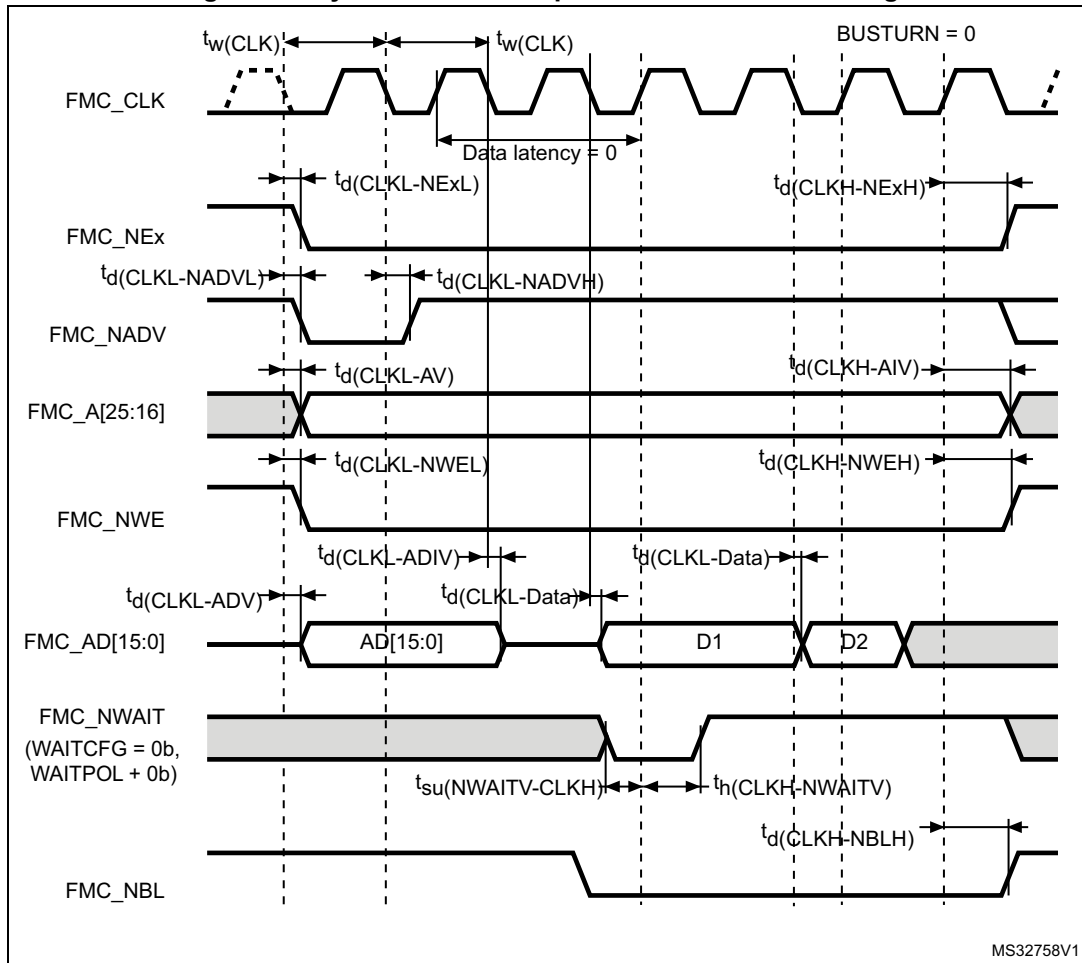 tw(CLK) tw(CLK) BUSTURN = 0
FMC_CLK
Data latency = 0
td(CLKL-NExL) td(CLKH-NExH)
FMC_NEx
td(CLKL-NADVL) td(CLKL-NADVH)
FMC_NADV
td(CLKL-AV) td(CLKH-AIV)
FMC_A[25:16]
td(CLKL-NWEL) td(CLKH-NWEH)
FMC_NWE
td(CLKL-ADIV) td(CLKL-Data)
td(CLKL-ADV) td(CLKL-Data)
FMC_AD[15:0] AD[15:0] D1 D2
FMC_NWAIT
(WAITCFG = 0b,
WAITPOL + 0b)
tsu(NWAITV-CLKH) th(CLKH-NWAITV)
td(CLKH-NBLH)
FMC_NBL
MS32758V1